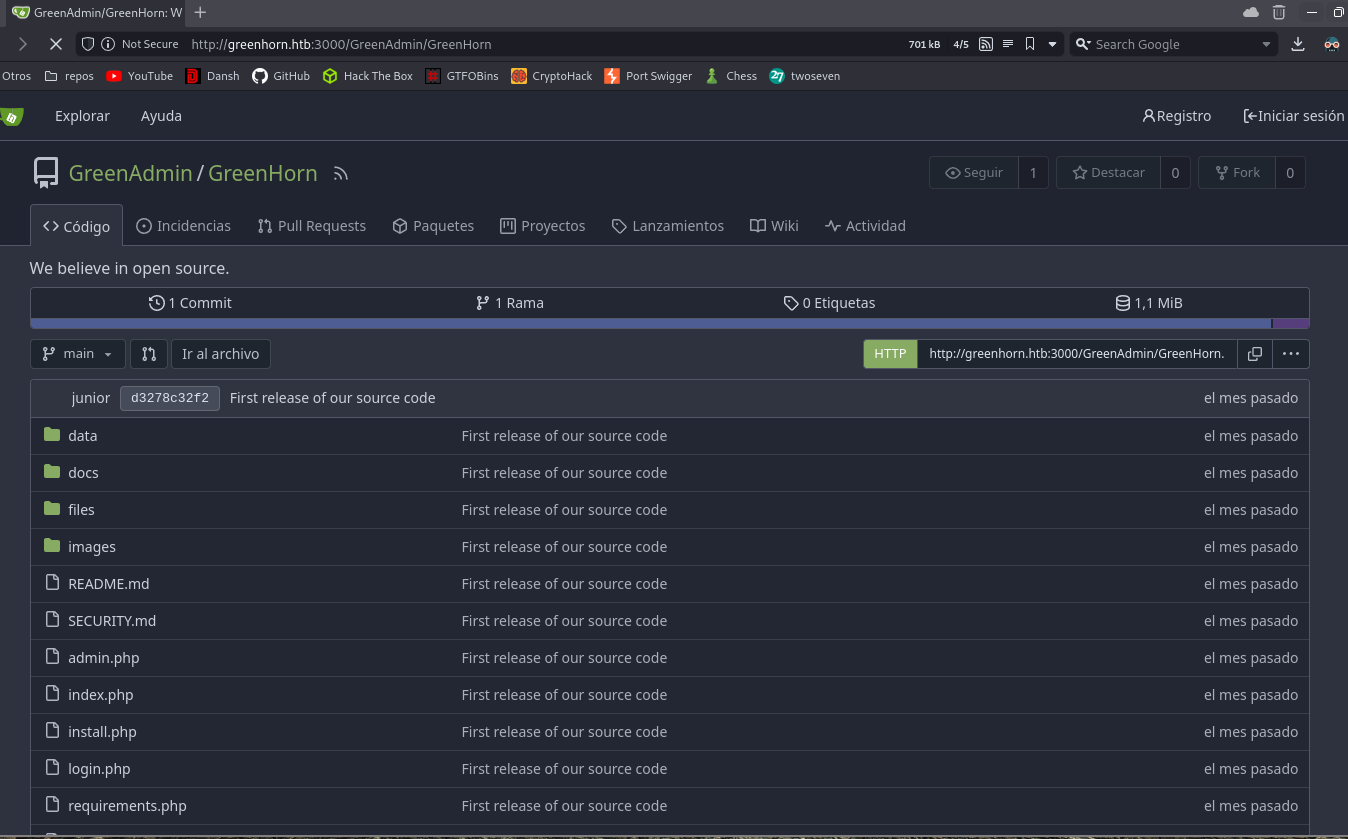 GreenAdmin/GreenHorn: W
Not Secure http://greenhorn.htb:3000/GreenAdmin/GreenHorn 701 kB 4/5 Search Google
Otros repos YouTube Dansh GitHub Hack The Box GTFOBins CryptoHack Port Swigger Chess 27 twoseven
Explorar Ayuda Registro Iniciar sesión
GreenAdmin / GreenHorn Seguir 1 Destacar 0 Fork 0
Código Incidencias Pull Requests Paquetes Proyectos Lanzamientos Wiki Actividad
We believe in open source.
1 Commit 1 Rama 0 Etiquetas 1,1 MiB
main Ir al archivo HTTP http://greenhorn.htb:3000/GreenAdmin/GreenHorn.
junior d3278c32f2 First release of our source code el mes pasado
data First release of our source code el mes pasado
docs First release of our source code el mes pasado
files First release of our source code el mes pasado
images First release of our source code el mes pasado
README.md First release of our source code el mes pasado
SECURITY.md First release of our source code el mes pasado
admin.php First release of our source code el mes pasado
index.php First release of our source code el mes pasado
install.php First release of our source code el mes pasado
login.php First release of our source code el mes pasado
requirements.php First release of our source code el mes pasado